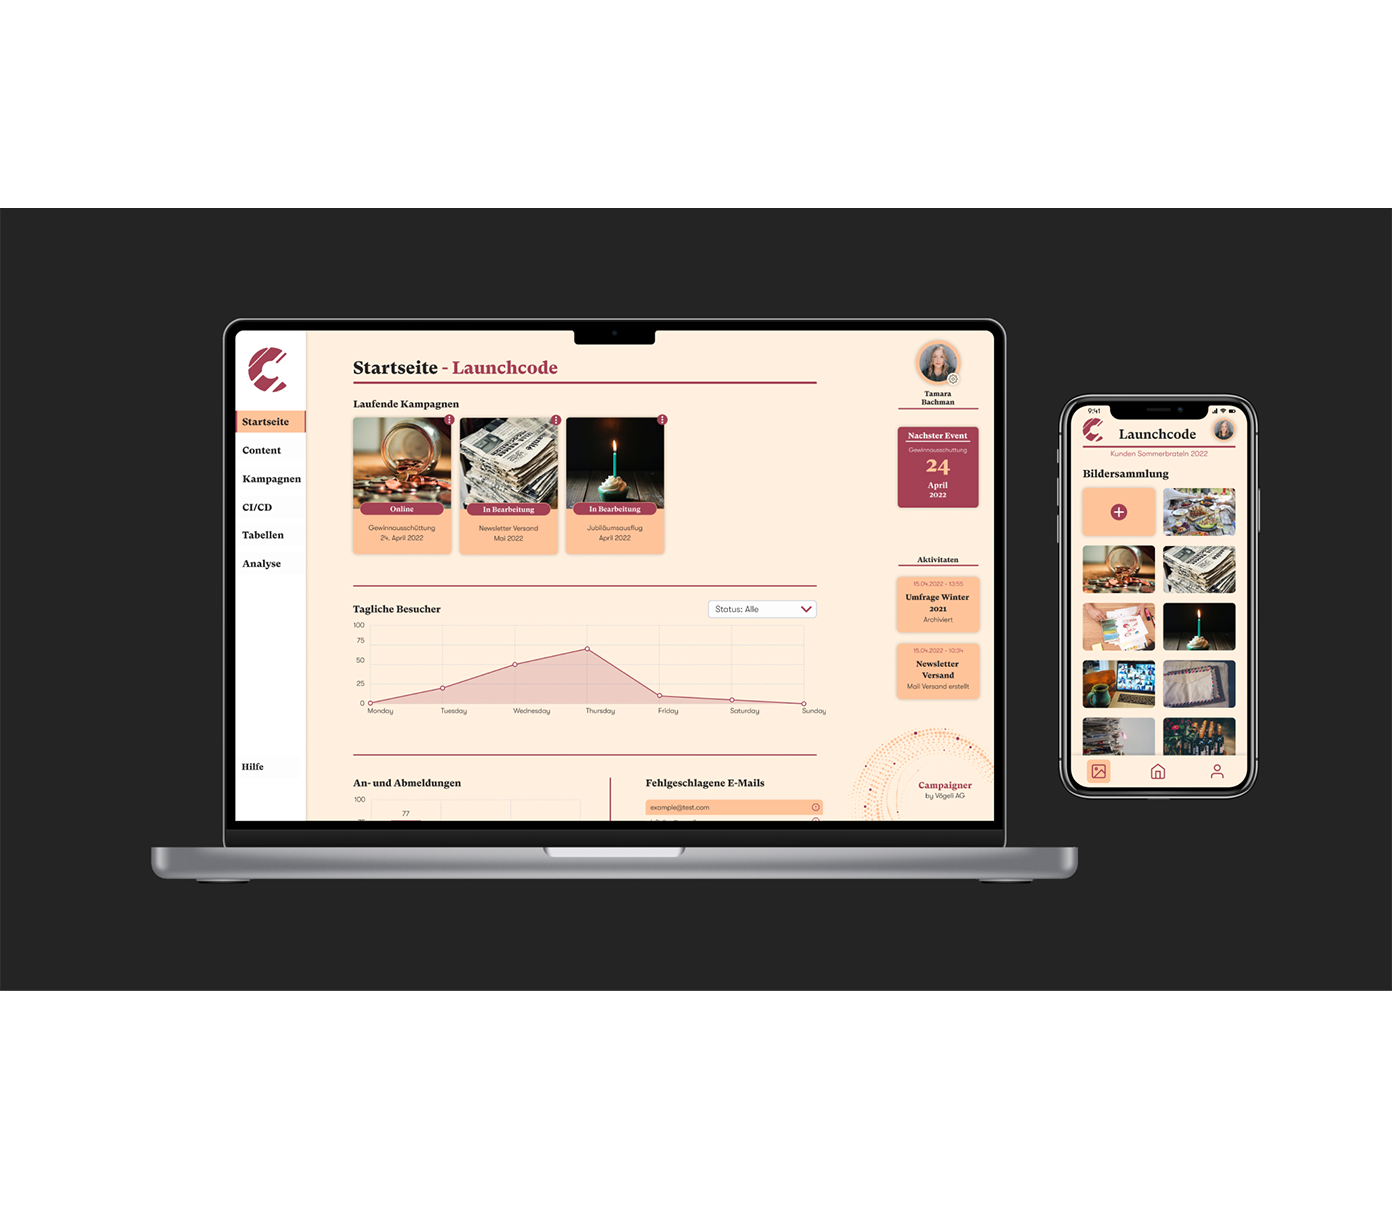 Startseite - Launchcode
Startseite
Content
Kampagnen
CI/CD
Tabellen
Analyse
Hilfe
Laufende Kampagnen
Online
Gewinnausschüttung
24. April 2022
In Bearbeitung
Newsletter Versand
Mai 2022
In Bearbeitung
Jubiläumsausflug
April 2022
Tagliche Besucher
Status: Alle
100
75
50
25
0
Monday
Tuesday
Wednesday
Thursday
Friday
Saturday
Sunday
An- und Abmeldungen
100
77
Fehlgeschlagene E-Mails
example@test.com
Tamara
Bachman
Nachster Event
Gewinnausschuttung
24
April
2022
Aktivitaten
15.04.2022 - 13:55
Umfrage Winter
2021
Archiviert
15.04.2022 - 10:34
Newsletter
Versand
Mail Versand erstellt
Campaigner
by Vögeli AG
9:41
Launchcode
Kunden Sommerbrateln 2022
Bildersammlung